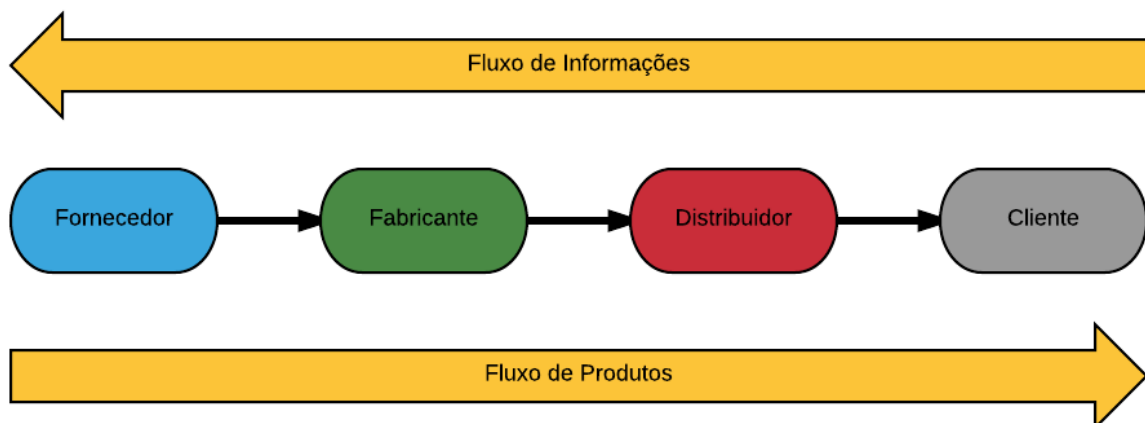 Fluxo de Informações
Fornecedor
Fabricante
Distribuidor
Cliente
Fluxo de Produtos